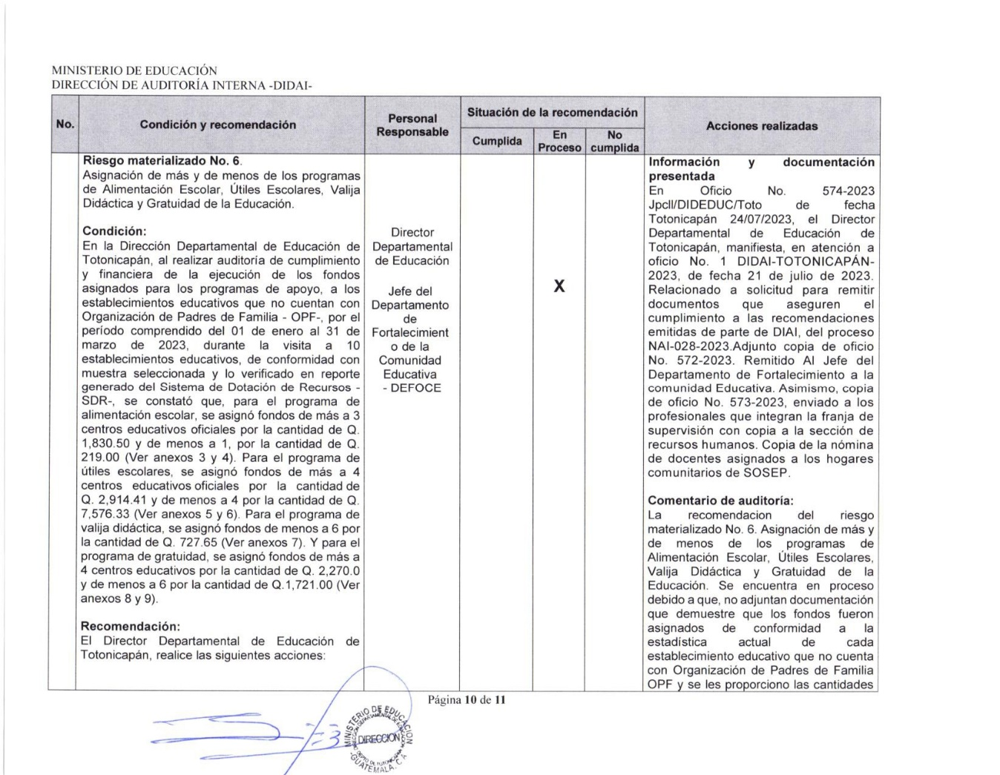 MINISTERIO DE EDUCACIÓN
DIRECCIÓN DE AUDITORÍA INTERNA -DIDAI-
No.
Condición y recomendación
Personal
Responsable
Situación de la recomendación
Cumplida
En
Proceso
No
cumplida
Acciones realizadas
Riesgo materializado No. 6.
Asignación de más y de menos de los programas
de Alimentación Escolar, Útiles Escolares, Valija
Didáctica y Gratuidad de la Educación.
Condición:
En la Dirección Departamental de Educación de
Totonicapán, al realizar auditoría de cumplimiento
y financiera de la ejecución de los fondos
asignados para los programas de apoyo, a los
establecimientos educativos que no cuentan con
Organización de Padres de Familia - OPF-, por el
período comprendido del 01 de enero al 31 de
marzo de 2023, durante la visita a 10
establecimientos educativos, de conformidad con
muestra seleccionada y lo verificado en reporte
generado del Sistema de Dotación de Recursos -
SDR-, se constató que, para el programa de
alimentación escolar, se asignó fondos de más a 3
centros educativos oficiales por la cantidad de Q.
1,830.50 y de menos a 1, por la cantidad de Q.
219.00 (Ver anexos 3 y 4). Para el programa de
útiles escolares, se asignó fondos de más a 4
centros educativos oficiales por la cantidad de
Q. 2,914.41 y de menos a 4 por la cantidad de Q.
7,576.33 (Ver anexos 5 y 6). Para el programa de
valija didáctica, se asignó fondos de menos a 6 por
la cantidad de Q. 727.65 (Ver anexos 7). Y para el
programa de gratuidad, se asignó fondos de más a
4 centros educativos por la cantidad de Q. 2,270.0
y de menos a 6 por la cantidad de Q.1,721.00 (Ver
anexos 8 y 9).
Recomendación:
El Director Departamental de Educación de
Totonicapán, realice las siguientes acciones:
Director
Departamental
de Educación
Jefe del
Departamento
de
Fortalecimient
o de la
Comunidad
Educativa
- DEFOCE
X
Información y documentación
presentada
En Oficio No. 574-2023
Jpcll/DIDEDUC/Toto de fecha
Totonicapán 24/07/2023, el Director
Departamental de Educación de
Totonicapán, manifiesta, en atención a
oficio No. 1 DIDAI-TOTONICAPÁN-
2023, de fecha 21 de julio de 2023.
Relacionado a solicitud para remitir
documentos que aseguren el
cumplimiento a las recomendaciones
emitidas de parte de DIAI, del proceso
NAI-028-2023.Adjunto copia de oficio
No. 572-2023. Remitido Al Jefe del
Departamento de Fortalecimiento a la
comunidad Educativa. Asimismo, copia
de oficio No. 573-2023, enviado a los
profesionales que integran la franja de
supervisión con copia a la sección de
recursos humanos. Copia de la nómina
de docentes asignados a los hogares
comunitarios de SOSEP.
Comentario de auditoría:
La recomendacion del riesgo
materializado No. 6. Asignación de más y
de menos de los programas de
Alimentación Escolar, Útiles Escolares,
Valija Didáctica y Gratuidad de la
Educación. Se encuentra en proceso
debido a que, no adjuntan documentación
que demuestre que los fondos fueron
asignados de conformidad a la
estadística actual de cada
establecimiento educativo que no cuenta
con Organización de Padres de Familia
OPF y se les proporciono las cantidades
Página 10 de 11
MINISTERIO DE EDUCACION
DIRECCION
GUATEMALA, C.A.